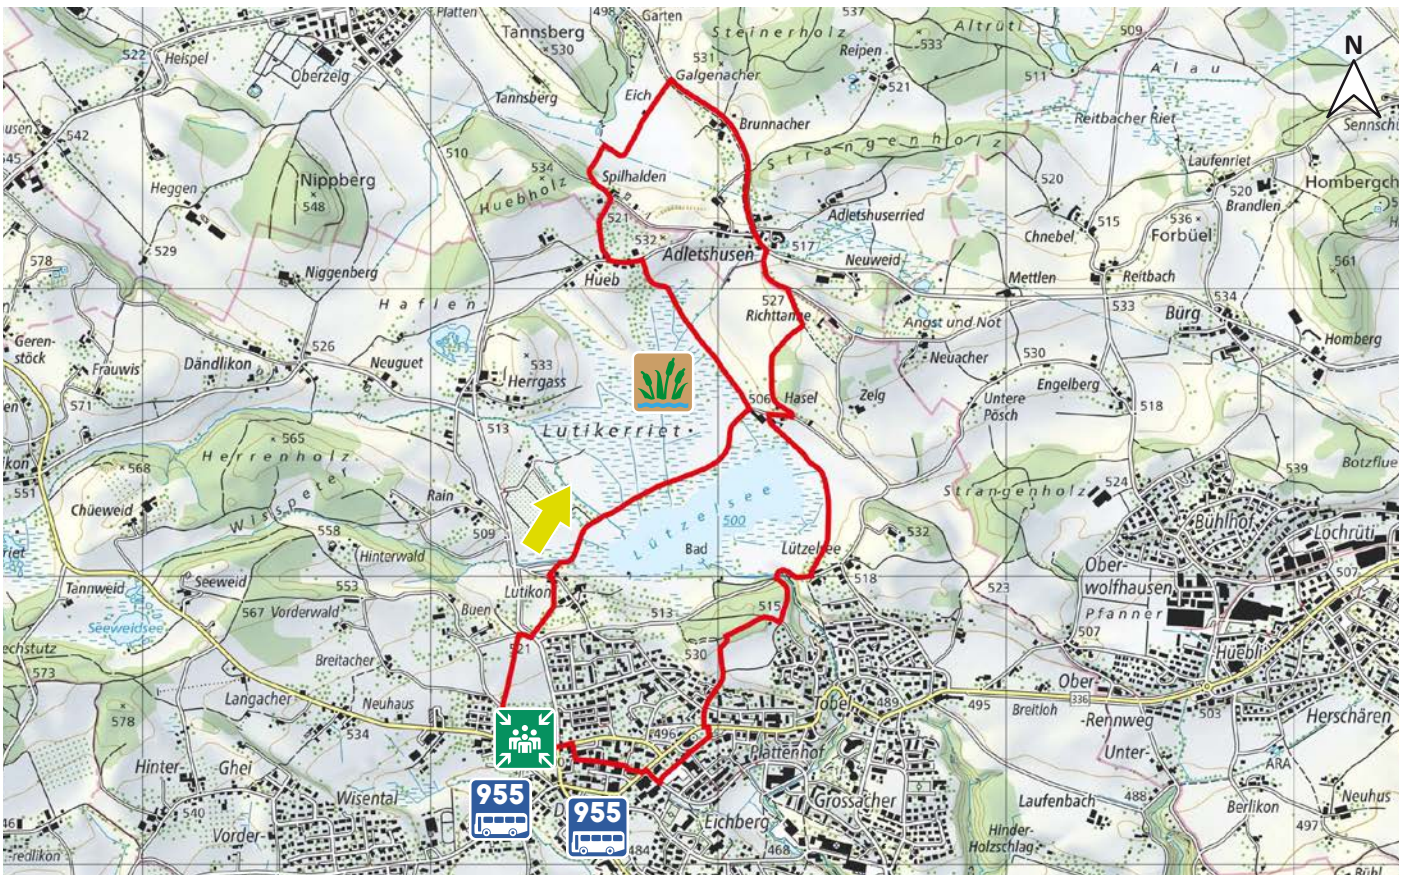 Platten
498
Garten
537
Altrüti
509
522
Heispel
Tannsberg
530
Steinerholz
Reipen
533
N
Oberzelg
531
Galgenacher
511
Alau
Eich
521
Tannsberg
Brunnacher
Reitbacher Riet
542
Strangenholz
545
510
534
Laufenriet
Heggen
Nippberg
548
Spilhalden
Huebholz
520
520
Brandlen
521
Adletshuserried
515
536
Chnebel
Forbüel
529
532
Adletshusen
517
578
Niggenberg
Hueb
Neuweid
Mettlen
Reitbach
561
Haflen
527
Richttanne
533
534
Bürg
Angst und Not
Geren-
stöck
526
Homberg
Frauwis
Dändlikon
Neuguet
533
Herrgass
Neuacher
530
Engelberg
571
506
Hasel
Zelg
Untere
Pösch
518
513
Lutikerriet
565
Herrenholz
568
Wisspeter
539
551
Rain
Strangenholz
524
Chüeweid
509
Lützelsee
500
532
Bühlhof
Lochrüti
558
Hinterwald
Bad
Lützelsee
Ober-
wolfhausen
507
Tannweid
Seeweid
553
Lutikon
518
523
567
Vorderwald
Buen
513
515
Pfanner
Seeweidsee
507
521
530
Hüebli
573
Breitacher
Ober-
336
Langacher
Neuhaus
Tobel
489
495
Breitloh
-Rennweg
503
Herschären
578
534
496
Plattenhof
Unter-
Hinter-
Ghei
ARA
955
955
Wisental
Grossacher
Laufenbach
488
Neuhus
540
Berlikon
Vorder-
Eichberg
497
Hinder-
Holzschlag
-redlikon
484
468
Bühl